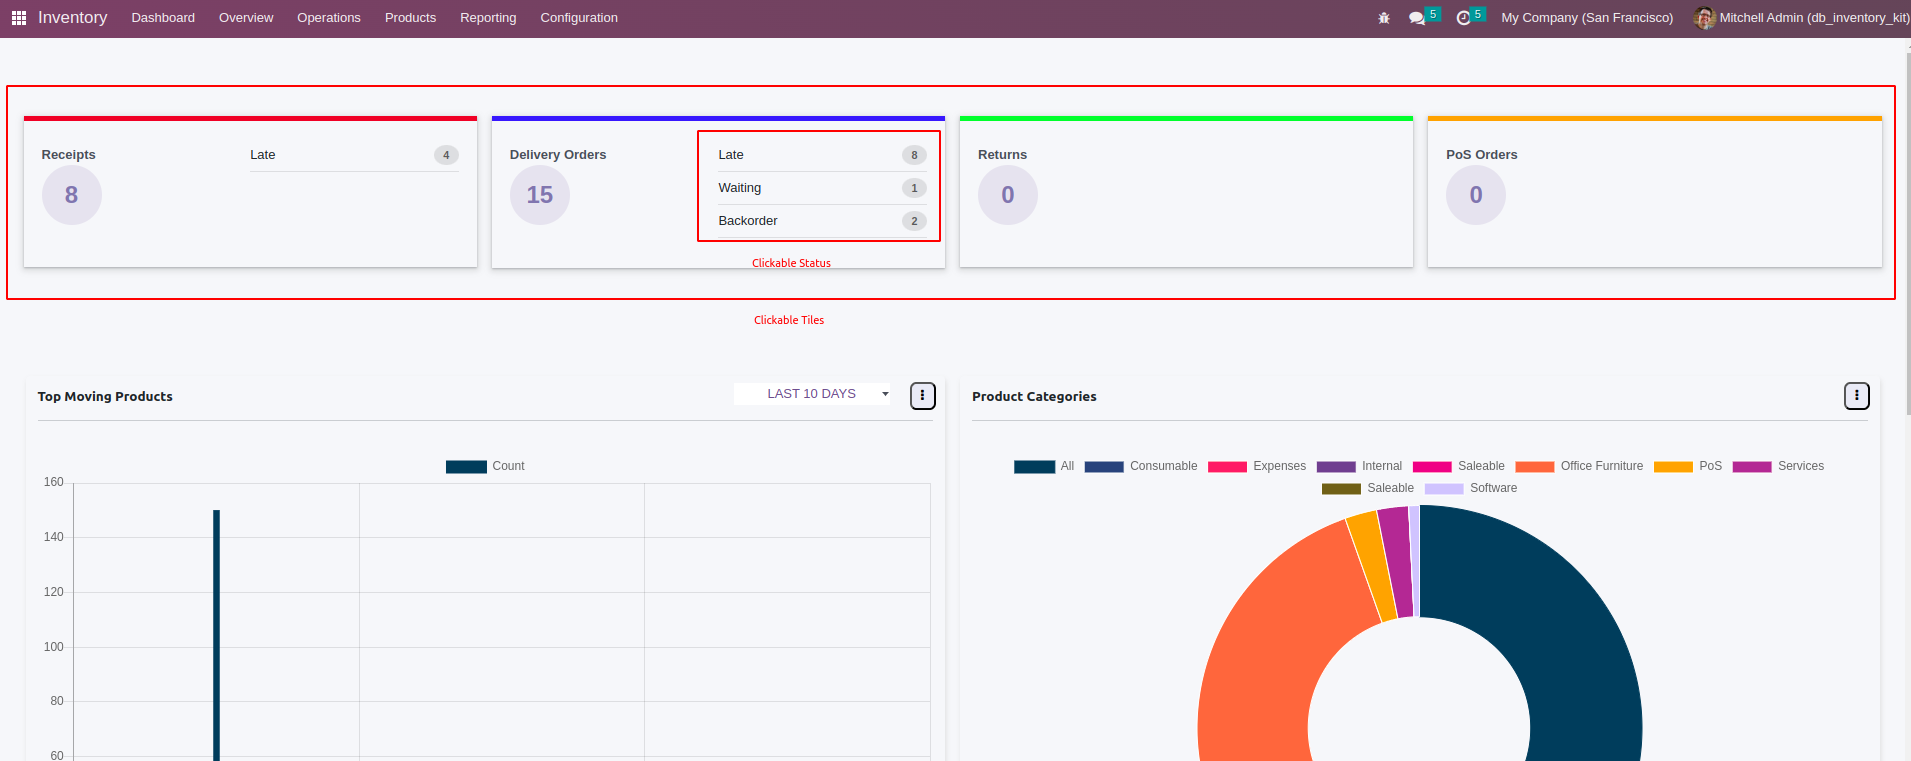 Inventory Dashboard Overview Operations Products Reporting Configuration 5 5 My Company (San Francisco) Mitchell Admin (db_inventory_kit)
Receipts Late 4
8
Delivery Orders Late 8
15 Waiting 1
Backorder 2
Returns
0
PoS Orders
0
Clickable Status
Clickable Tiles
Top Moving Products LAST 10 DAYS
Count
160
140
120
100
80
60
Product Categories
All Consumable Expenses Internal Saleable Office Furniture PoS Services
Saleable Software